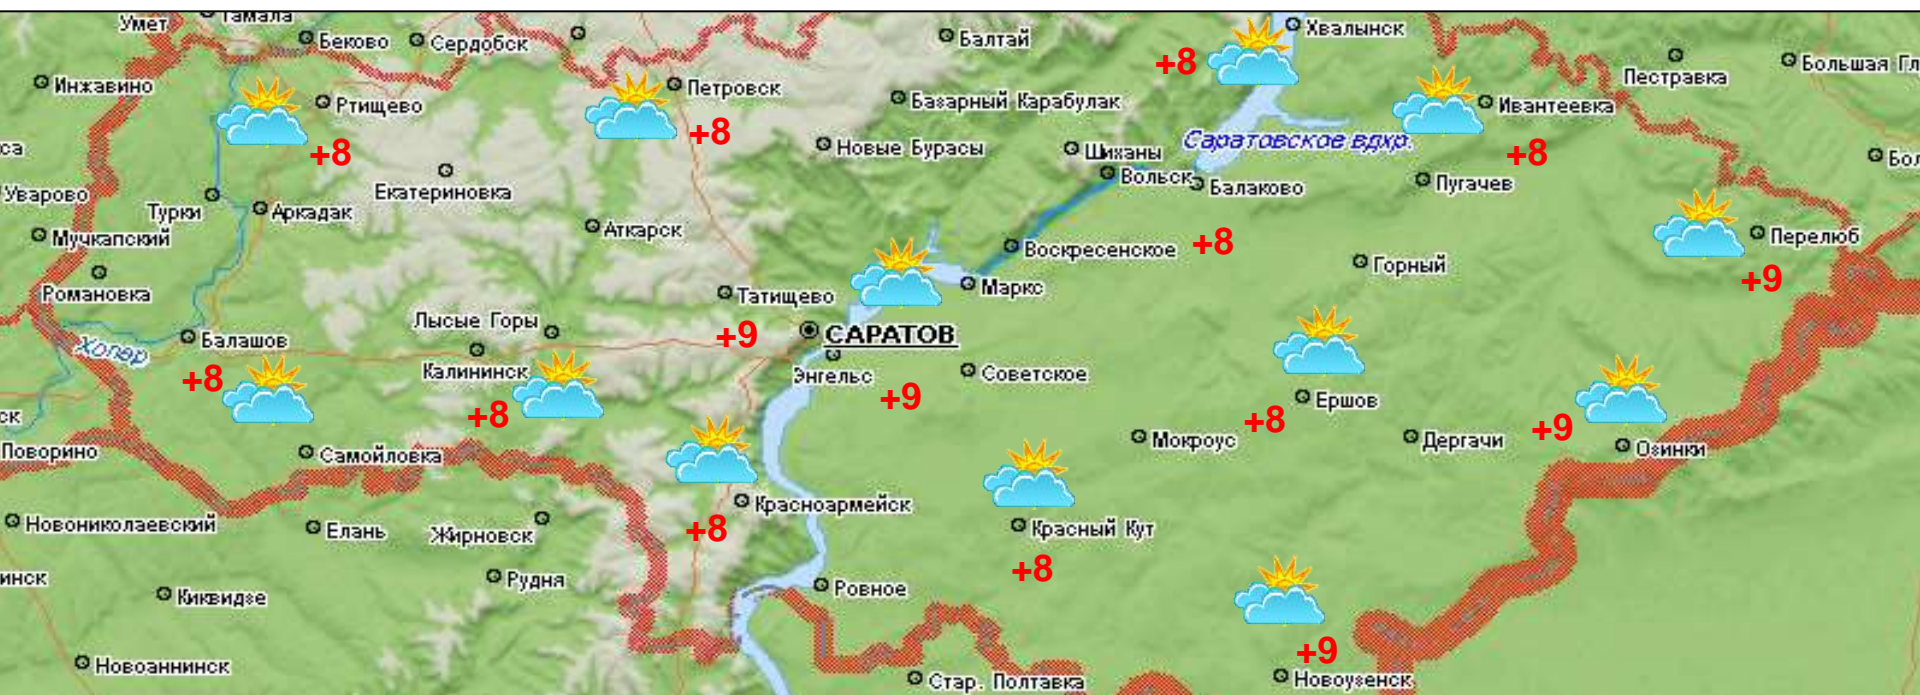 Умет
Тамала
Беково
Сердобск
Балтай
Хвалынск
Пестравка
Большая Гл
Инжавино
Ртищево
Петровск
Базарный Карабулак
+8
Ивантеевка
+8
+8
+8
са
Новые Бурасы
Шиханы
Саратовское вдхр.
Бол
Уварово
Екатериновка
Вольск
Балаково
Пугачев
Турки
Аркадак
Аткарск
Мучкапский
Воскресенское
+8
Горный
Перелюб
+9
Романовка
Татищево
Маркс
Хопер
Балашов
Лысые Горы
+9
САРАТОВ
+8
Калининск
Энгельс
Советское
+8
+9
+8
Ершов
ск
Поворино
Самойловка
Мокроус
Дергачи
+9
Озинки
Новониколаевский
Елань
Жирновск
+8
Красноармейск
Красный Кут
+8
инск
Киквидзе
Рудня
Ровное
Новоаннинск
Стар. Полтавка
+9
Новоузенск